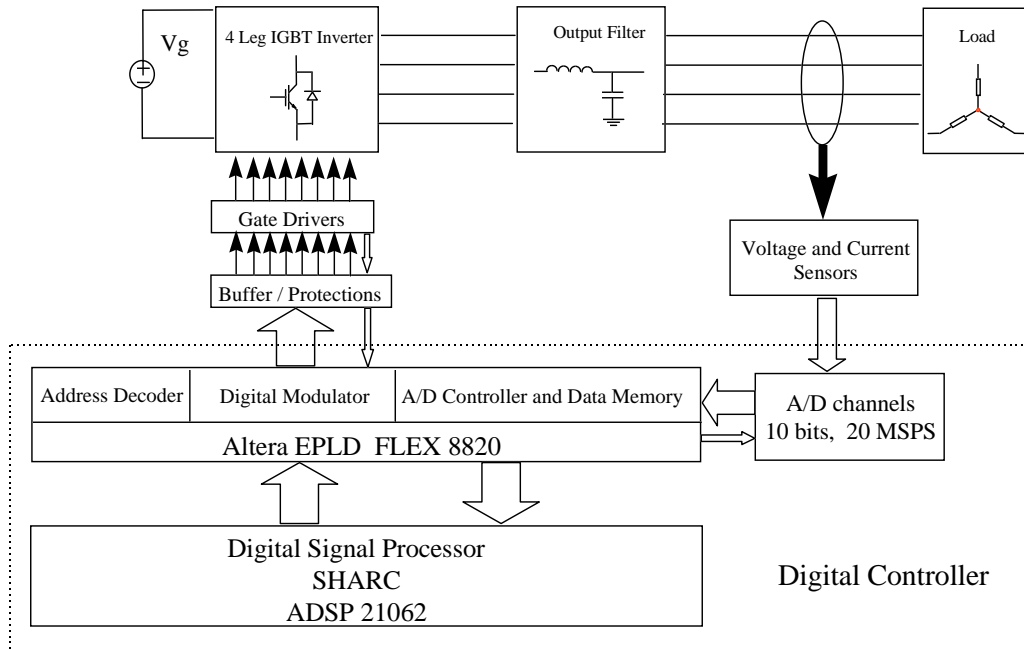 Vg
4 Leg IGBT Inverter
Output Filter
Load
Gate Drivers
Voltage and Current
Sensors
Buffer / Protections
Address Decoder
Digital Modulator
A/D Controller and Data Memory
A/D channels
10 bits, 20 MSPS
Altera EPLD FLEX 8820
Digital Signal Processor
SHARC
ADSP 21062
Digital Controller